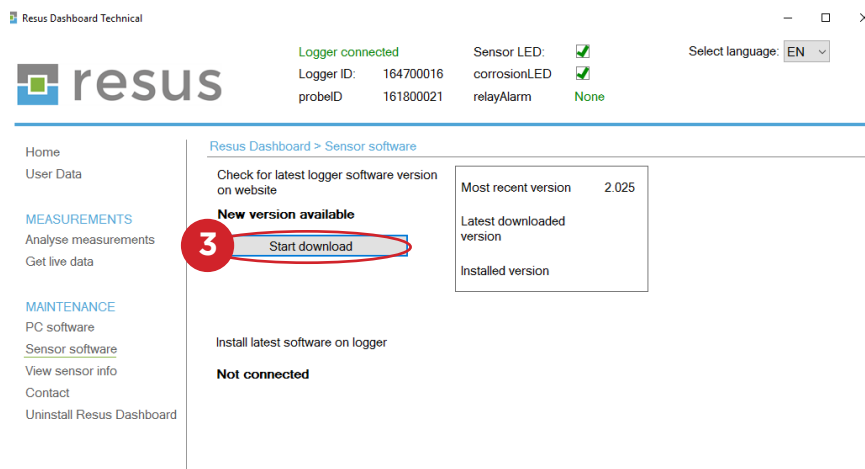 Resus Dashboard Technical
resus
Logger connected
Logger ID: 164700016
probeID 161800021
Sensor LED:
corrosionLED
relayAlarm None
Select language: EN
Home
User Data
MEASUREMENTS
Analyse measurements
Get live data
MAINTENANCE
PC software
Sensor software
View sensor info
Contact
Uninstall Resus Dashboard
Resus Dashboard > Sensor software
Check for latest logger software version
on website
New version available
3
Start download
Most recent version 2.025
Latest downloaded
version
Installed version
Install latest software on logger
Not connected